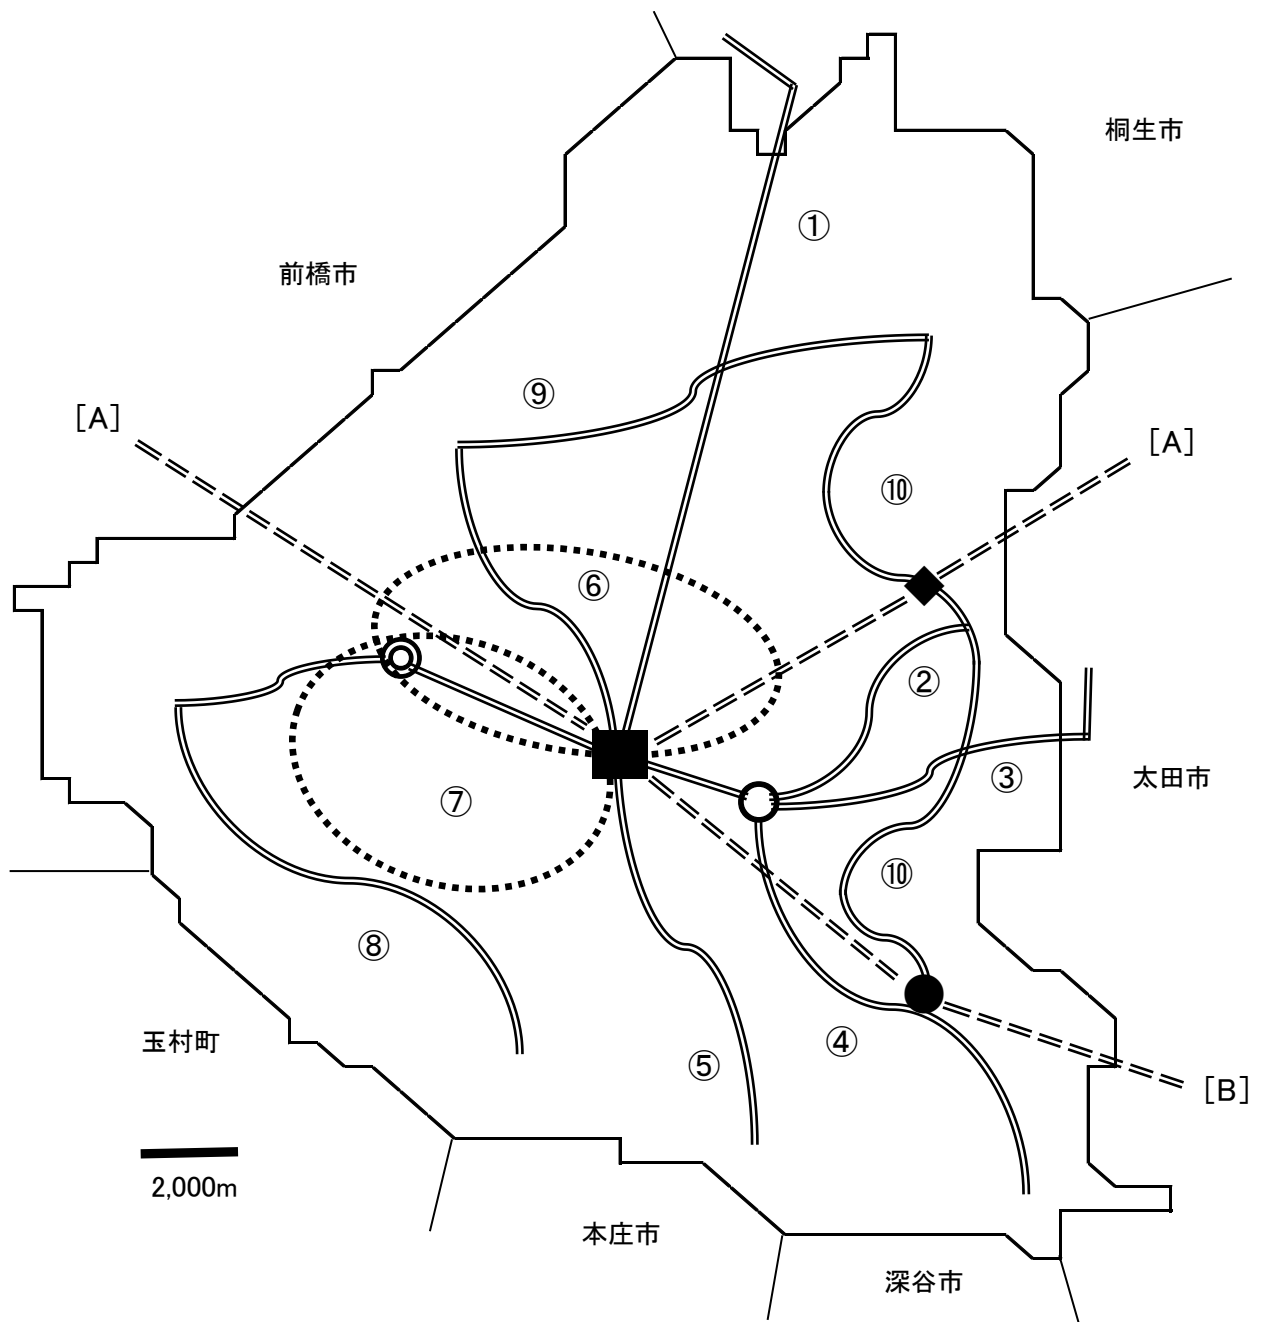 桐生市
①
前橋市
⑨
[A]
[A]
⑩
⑥
②
③
太田市
⑦
⑩
⑧
玉村町
④
⑤
[B]
2,000m
本庄市
深谷市